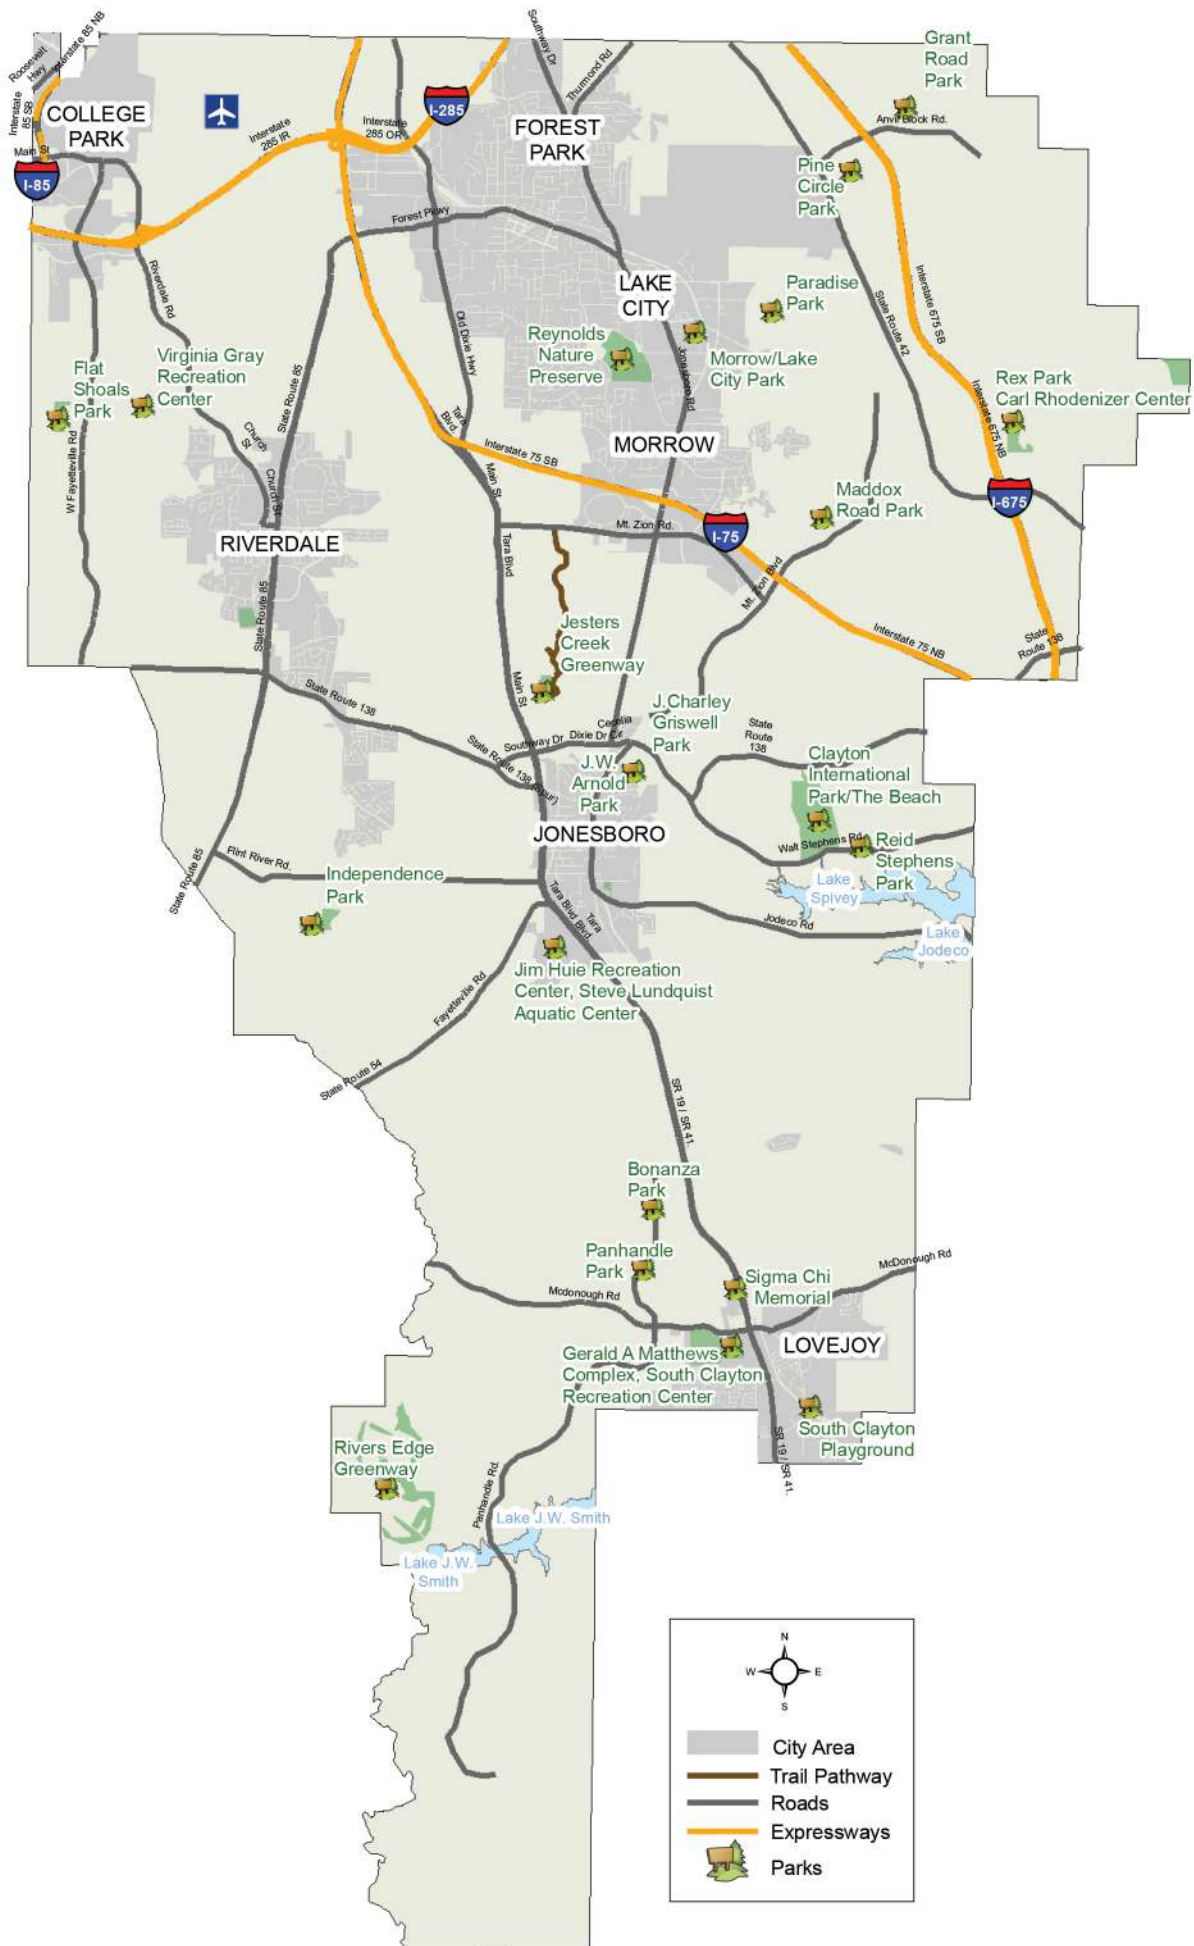 Roosevelt
Hwy
Interstate 85 NB
Interstate
85 SB
Main St
COLLEGE
PARK
I-85
Interstate
285 IR
Interstate
285 OR
I-285
Southway Dr
Thurmond Rd
FOREST
PARK
Grant
Road
Park
Anvil Block Rd.
Pine
Circle
Park
Forest Pkwy
Riverdale Rd
LAKE
CITY
Paradise
Park
Interstate 675 SB
State Route 42
Old Dixie Hwy
Reynolds
Nature
Preserve
Morrow/Lake
City Park
Jonesboro Rd
Flat
Shoals
Park
Virginia Gray
Recreation
Center
State Route 85
Rex Park
Carl Rhodenizer Center
Interstate 675 NB
Church
St
Church St
Tara
Blvd
MORROW
Interstate 75 SB
Main St
W Fayetteville Rd
Maddox
Road Park
I-675
I-75
Mt. Zion Rd.
RIVERDALE
Tara Blvd
Mt. Zion Blvd
State Route 85
Jesters
Creek
Greenway
Interstate 75 NB
State
Route 138
Main St
State Route 138
J.Charley
Griswell
Park
Cecelia
Southway Dr
Dixie Dr Cir
State
Route
138
State Route 138 (Spur)
J.W.
Arnold
Park
Clayton
International
Park/The Beach
JONESBORO
Walt Stephens Rd
Reid
Stephens
Park
Lake
Spivey
State Route 85
Flint River Rd.
Independence
Park
Tara Blvd Blvd
Tara
Jodeco Rd
Lake
Jodeco
Jim Huie Recreation
Center, Steve Lundquist
Aquatic Center
Fayetteville Rd
State Route 54
SR 19 / SR 41.
Bonanza
Park
Panhandle
Park
McDonough Rd
Sigma Chi
Memorial
Mcdonough Rd
LOVEJOY
Gerald A Matthews
Complex, South Clayton
Recreation Center
South Clayton
Playground
SR 19 / SR 41.
Rivers Edge
Greenway
Panhandle Rd.
Lake J.W. Smith
Lake J.W.
Smith
N
W
E
S
City Area
Trail Pathway
Roads
Expressways
Parks